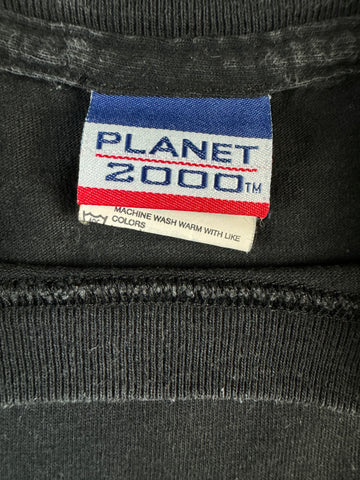 PLANET
2000™
MACHINE WASH WARM WITH LIKE
COLORS